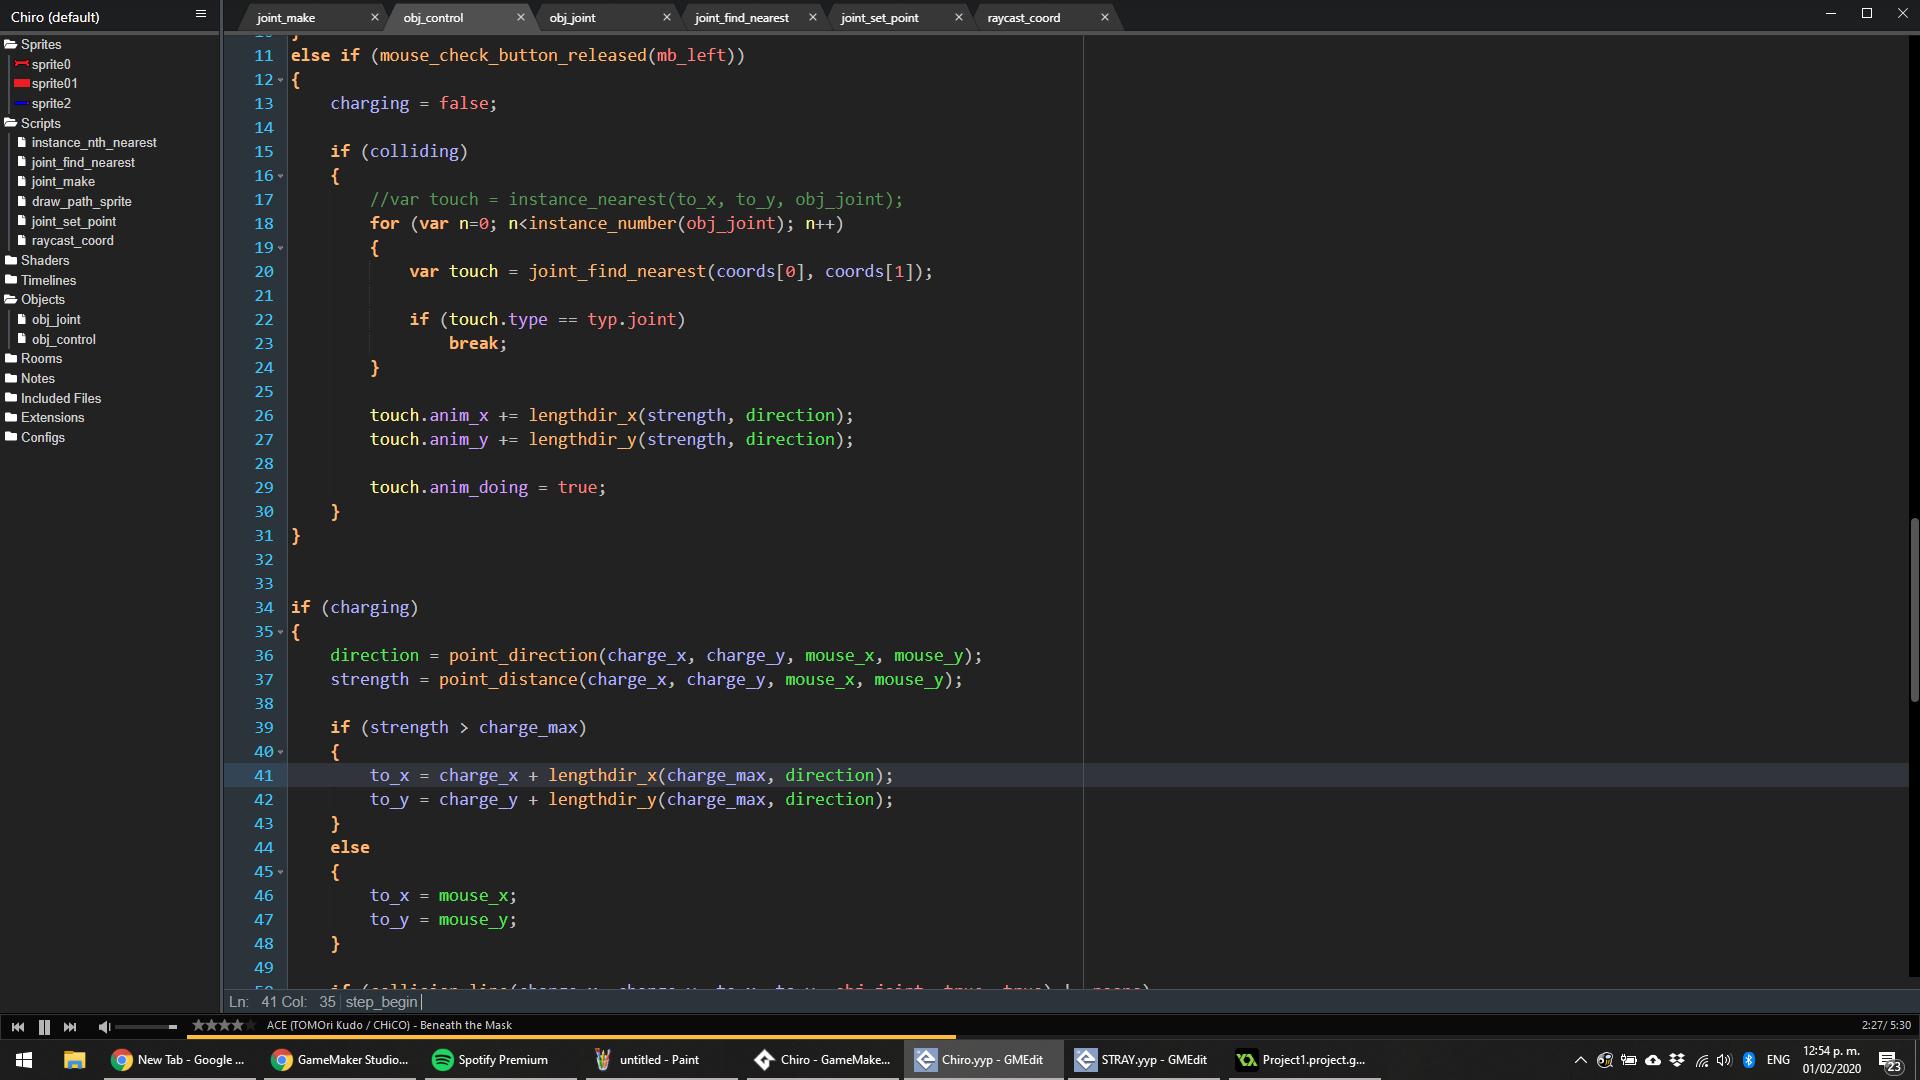 Chiro (default)
joint_make × obj_control × obj_joint × joint_find_nearest × joint_set_point × raycast_coord ×
Sprites
sprite0
sprite01
sprite2
Scripts
instance_nth_nearest
joint_find_nearest
joint_make
draw_path_sprite
joint_set_point
raycast_coord
Shaders
Timelines
Objects
obj_joint
obj_control
Rooms
Notes
Included Files
Extensions
Configs
11 else if (mouse_check_button_released(mb_left))
12 {
13 charging = false;
14
15 if (colliding)
16 {
17 //var touch = instance_nearest(to_x, to_y, obj_joint);
18 for (var n=0; n<instance_number(obj_joint); n++)
19 {
20 var touch = joint_find_nearest(coords[0], coords[1]);
21
22 if (touch.type == typ.joint)
23 break;
24 }
25
26 touch.anim_x += lengthdir_x(strength, direction);
27 touch.anim_y += lengthdir_y(strength, direction);
28
29 touch.anim_doing = true;
30 }
31 }
32
33
34 if (charging)
35 {
36 direction = point_direction(charge_x, charge_y, mouse_x, mouse_y);
37 strength = point_distance(charge_x, charge_y, mouse_x, mouse_y);
38
39 if (strength > charge_max)
40 {
41 to_x = charge_x + lengthdir_x(charge_max, direction);
42 to_y = charge_y + lengthdir_y(charge_max, direction);
43 }
44 else
45 {
46 to_x = mouse_x;
47 to_y = mouse_y;
48 }
49
Ln: 41 Col: 35 step_begin
ACE (TOMOri Kudo / CHiCO) - Beneath the Mask 2:27/ 5:30
New Tab - Google ... GameMaker Studio... Spotify Premium untitled - Paint Chiro - GameMake... Chiro.yyp - GMEdit STRAY.yyp - GMEdit Project1.project.g... ENG 12:54 p. m.
01/02/2020 23